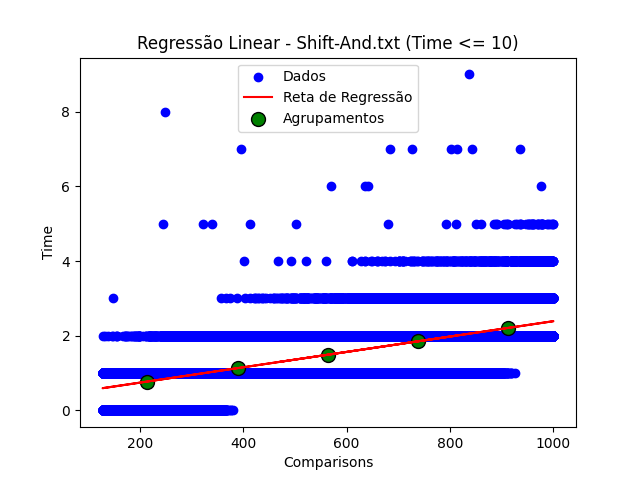 Regressão Linear - Shift-And.txt (Time <= 10)
Dados
Reta de Regressão
Agrupamentos
8
6
4
2
0
Time
200
400
600
800
1000
Comparisons